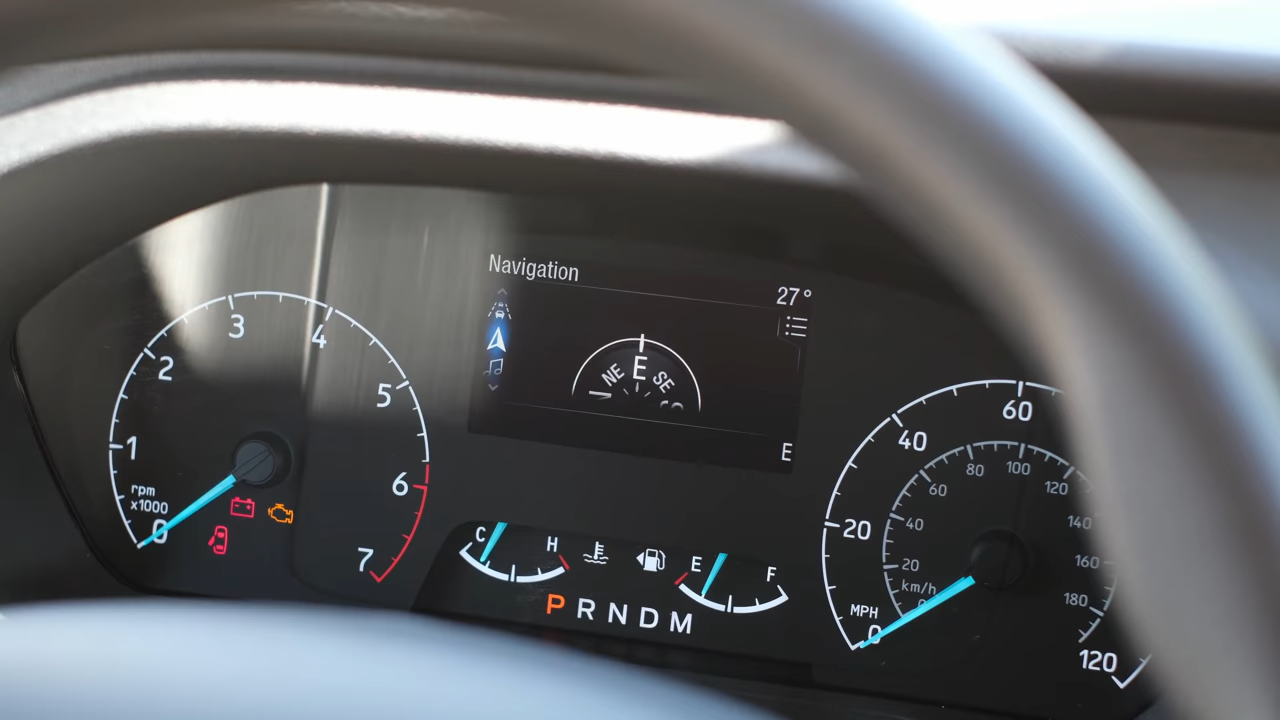 Navigation
27°
NE E SE
E
rpm
x1000
0 1 2 3 4 5 6 7
C H
E F
P R N D M
MPH
0 20 40 60 120
km/h
20 40 60 80 100 120 140 160 180